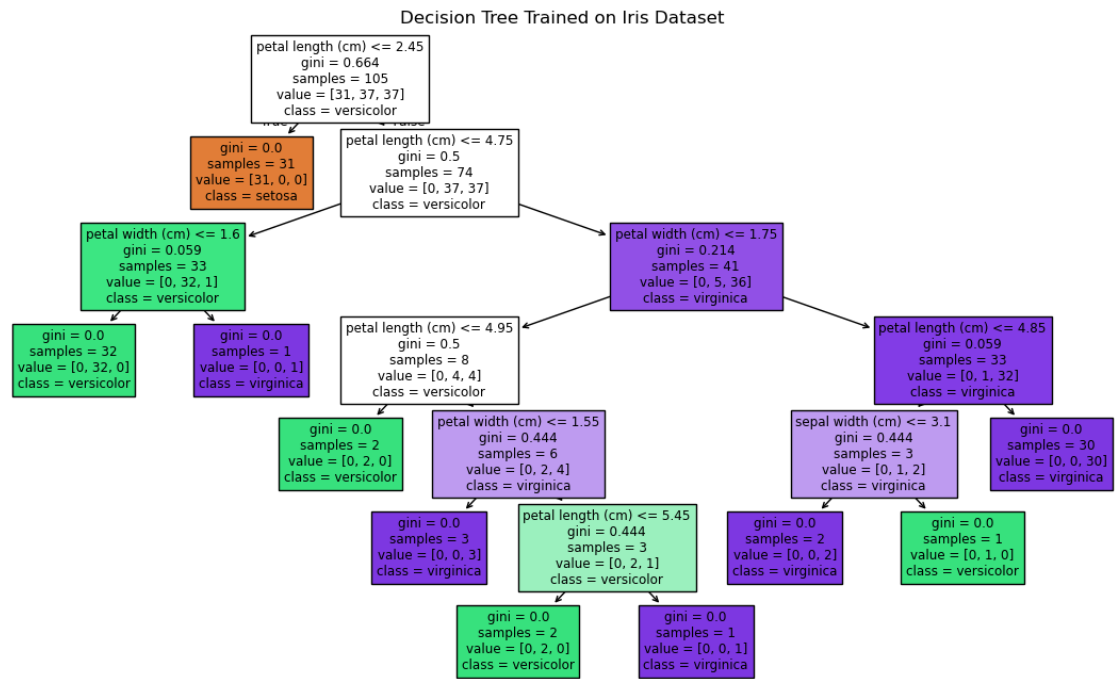 Decision Tree Trained on Iris Dataset
petal length (cm) <= 2.45
gini = 0.664
samples = 105
value = [31, 37, 37]
class = versicolor
gini = 0.0
samples = 31
value = [31, 0, 0]
class = setosa
petal length (cm) <= 4.75
gini = 0.5
samples = 74
value = [0, 37, 37]
class = versicolor
petal width (cm) <= 1.6
gini = 0.059
samples = 33
value = [0, 32, 1]
class = versicolor
petal width (cm) <= 1.75
gini = 0.214
samples = 41
value = [0, 5, 36]
class = virginica
gini = 0.0
samples = 32
value = [0, 32, 0]
class = versicolor
gini = 0.0
samples = 1
value = [0, 0, 1]
class = virginica
petal length (cm) <= 4.95
gini = 0.5
samples = 8
value = [0, 4, 4]
class = versicolor
petal length (cm) <= 4.85
gini = 0.059
samples = 33
value = [0, 1, 32]
class = virginica
gini = 0.0
samples = 2
value = [0, 2, 0]
class = versicolor
petal width (cm) <= 1.55
gini = 0.444
samples = 6
value = [0, 2, 4]
class = virginica
sepal width (cm) <= 3.1
gini = 0.444
samples = 3
value = [0, 1, 2]
class = virginica
gini = 0.0
samples = 30
value = [0, 0, 30]
class = virginica
gini = 0.0
samples = 3
value = [0, 0, 3]
class = virginica
petal length (cm) <= 5.45
gini = 0.444
samples = 3
value = [0, 2, 1]
class = versicolor
gini = 0.0
samples = 2
value = [0, 0, 2]
class = virginica
gini = 0.0
samples = 1
value = [0, 1, 0]
class = versicolor
gini = 0.0
samples = 2
value = [0, 2, 0]
class = versicolor
gini = 0.0
samples = 1
value = [0, 0, 1]
class = virginica